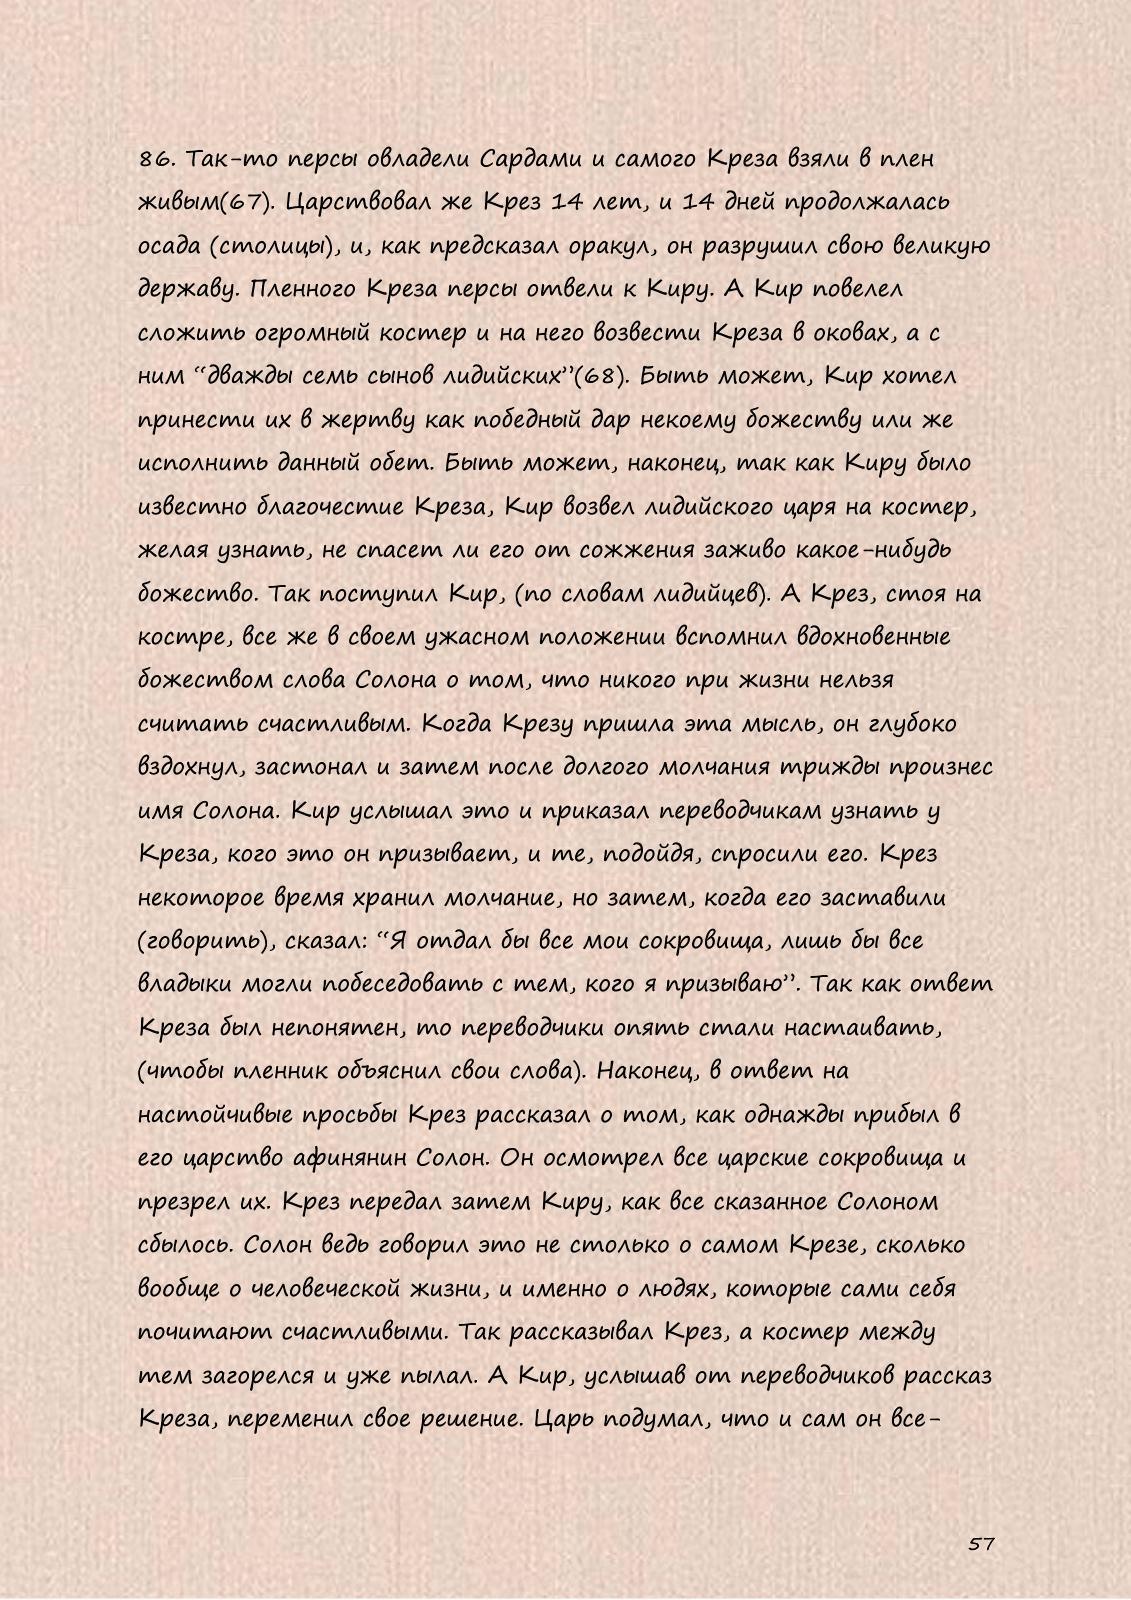 86. Так-то персы овладели Сардами и самого Креза взяли в плен
живым(67). Царствовал же Крез 14 лет, и 14 дней продолжалась
осада (столицы), и, как предсказал оракул, он разрушил свою великую
державу. Пленного Креза персы отвели к Киру. А Кир повелел
сложить огромный костер и на него возвести Креза в оковах, а с
ним “дважды семь сынов лидийских”(68). Быть может, Кир хотел
принести их в жертву как победный дар некоему божеству или же
исполнить данный обет. Быть может, наконец, так как Киру было
известно благочестие Креза, Кир возвел лидийского царя на костер,
желая узнать, не спасет ли его от сожжения заживо какое-нибудь
божество. Так поступил Кир, (по словам лидийцев). А Крез, стоя на
костре, все же в своем ужасном положении вспомнил вдохновенные
божеством слова Солона о том, что никого при жизни нельзя
считать счастливым. Когда Крезу пришла эта мысль, он глубоко
вздохнул, застонал и затем после долгого молчания трижды произнес
имя Солона. Кир услышал это и приказал переводчикам узнать у
Креза, кого это он призывает, и те, подойдя, спросили его. Крез
некоторое время хранил молчание, но затем, когда его заставили
(говорить), сказал: “Я отдал бы все мои сокровища, лишь бы все
владыки могли побеседовать с тем, кого я призываю”. Так как ответ
Креза был непонятен, то переводчики опять стали настаивать,
(чтобы пленник объяснил свои слова). Наконец, в ответ на
настойчивые просьбы Крез рассказал о том, как однажды прибыл в
его царство афинянин Солон. Он осмотрел все царские сокровища и
презрел их. Крез передал затем Киру, как все сказанное Солоном
сбылось. Солон ведь говорил это не столько о самом Крезе, сколько
вообще о человеческой жизни, и именно о людях, которые сами себя
почитают счастливыми. Так рассказывал Крез, а костер между
тем загорелся и уже пылал. А Кир, услышав от переводчиков рассказ
Креза, переменил свое решение. Царь подумал, что и сам он все-
57